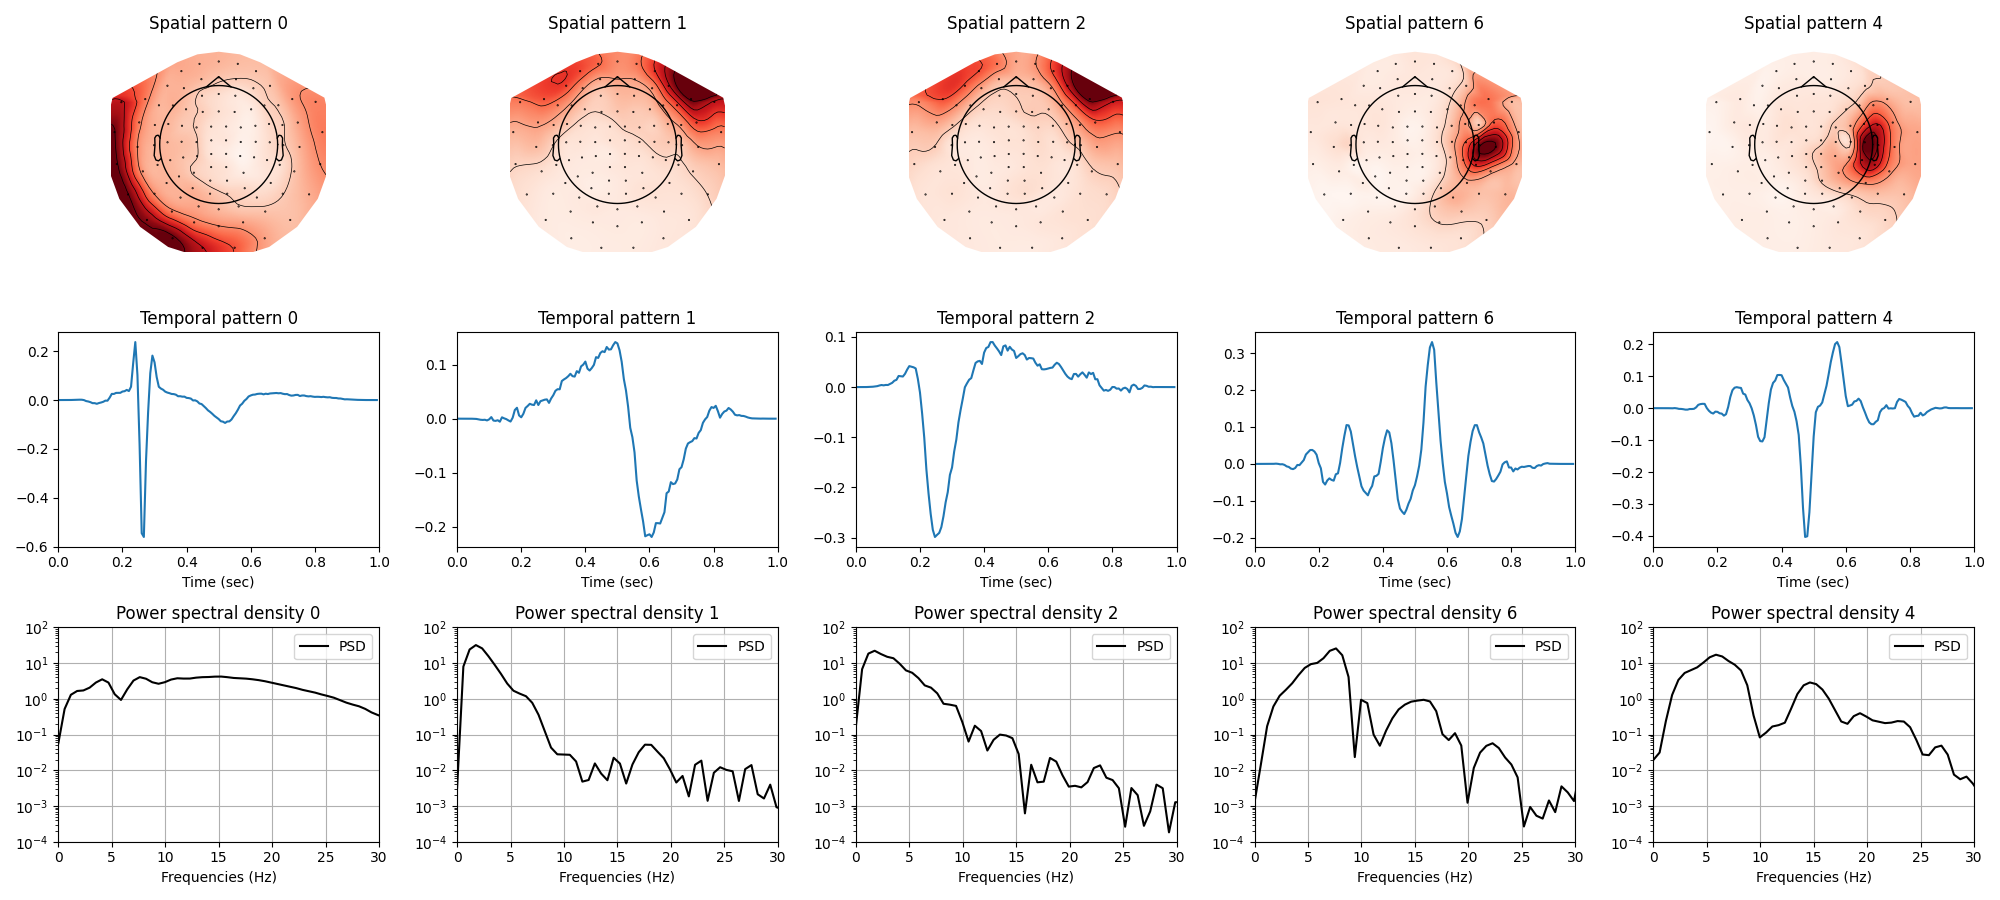 Spatial pattern 0 Spatial pattern 1 Spatial pattern 2 Spatial pattern 6 Spatial pattern 4
Temporal pattern 0 Temporal pattern 1 Temporal pattern 2 Temporal pattern 6 Temporal pattern 4
0.2
0.0
−0.2
−0.4
−0.6
0.0 0.2 0.4 0.6 0.8 1.0
Time (sec)
0.1
0.0
−0.1
−0.2
0.0 0.2 0.4 0.6 0.8 1.0
Time (sec)
0.1
0.0
−0.1
−0.2
−0.3
0.0 0.2 0.4 0.6 0.8 1.0
Time (sec)
0.3
0.2
0.1
0.0
−0.1
−0.2
0.0 0.2 0.4 0.6 0.8 1.0
Time (sec)
0.2
0.1
0.0
−0.1
−0.2
−0.3
−0.4
0.0 0.2 0.4 0.6 0.8 1.0
Time (sec)
Power spectral density 0 Power spectral density 1 Power spectral density 2 Power spectral density 6 Power spectral density 4
10²
10¹
10⁰
10⁻¹
10⁻²
10⁻³
10⁻⁴
PSD
0 5 10 15 20 25 30
Frequencies (Hz)
10²
10¹
10⁰
10⁻¹
10⁻²
10⁻³
10⁻⁴
PSD
0 5 10 15 20 25 30
Frequencies (Hz)
10²
10¹
10⁰
10⁻¹
10⁻²
10⁻³
10⁻⁴
PSD
0 5 10 15 20 25 30
Frequencies (Hz)
10²
10¹
10⁰
10⁻¹
10⁻²
10⁻³
10⁻⁴
PSD
0 5 10 15 20 25 30
Frequencies (Hz)
10²
10¹
10⁰
10⁻¹
10⁻²
10⁻³
10⁻⁴
PSD
0 5 10 15 20 25 30
Frequencies (Hz)